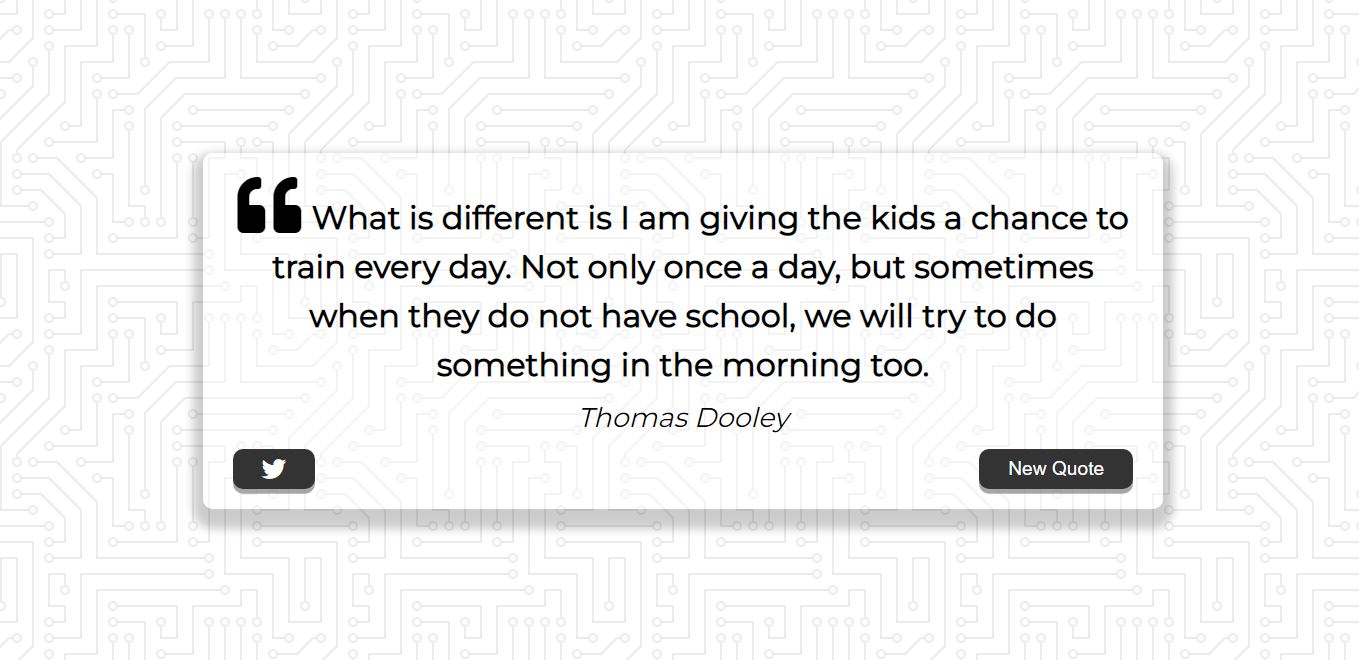 ❝ What is different is I am giving the kids a chance to
train every day. Not only once a day, but sometimes
when they do not have school, we will try to do
something in the morning too.
Thomas Dooley
New Quote